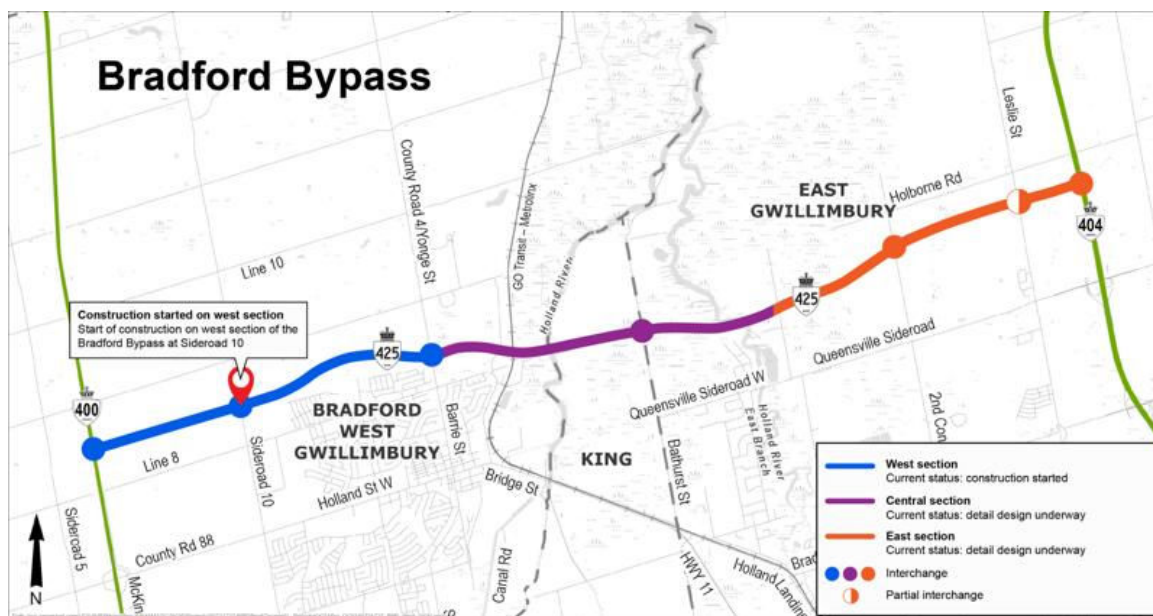 Bradford Bypass
Leslie St
County Road 4/Yonge St
GO Transit – Metrolinx
Holland River
EAST
GWILLIMBURY
Holborne Rd
404
Line 10
Construction started on west section
Start of construction on west section of the
Bradford Bypass at Sideroad 10
425
425
400
Queensville Sideroad
BRADFORD
WEST
GWILLIMBURY
Barrie St
Queensville Sideroad W
Line 8
Sideroad 10
Holland St W
KING
Bathurst St
Holland River
East Branch
2nd Con
Bridge St
Sideroad 5
County Rd 88
Canal Rd
HWY 11
Holland Landing
McKin
N
West section
Current status: construction started
Central section
Current status: detail design underway
East section
Current status: detail design underway
Interchange
Partial interchange